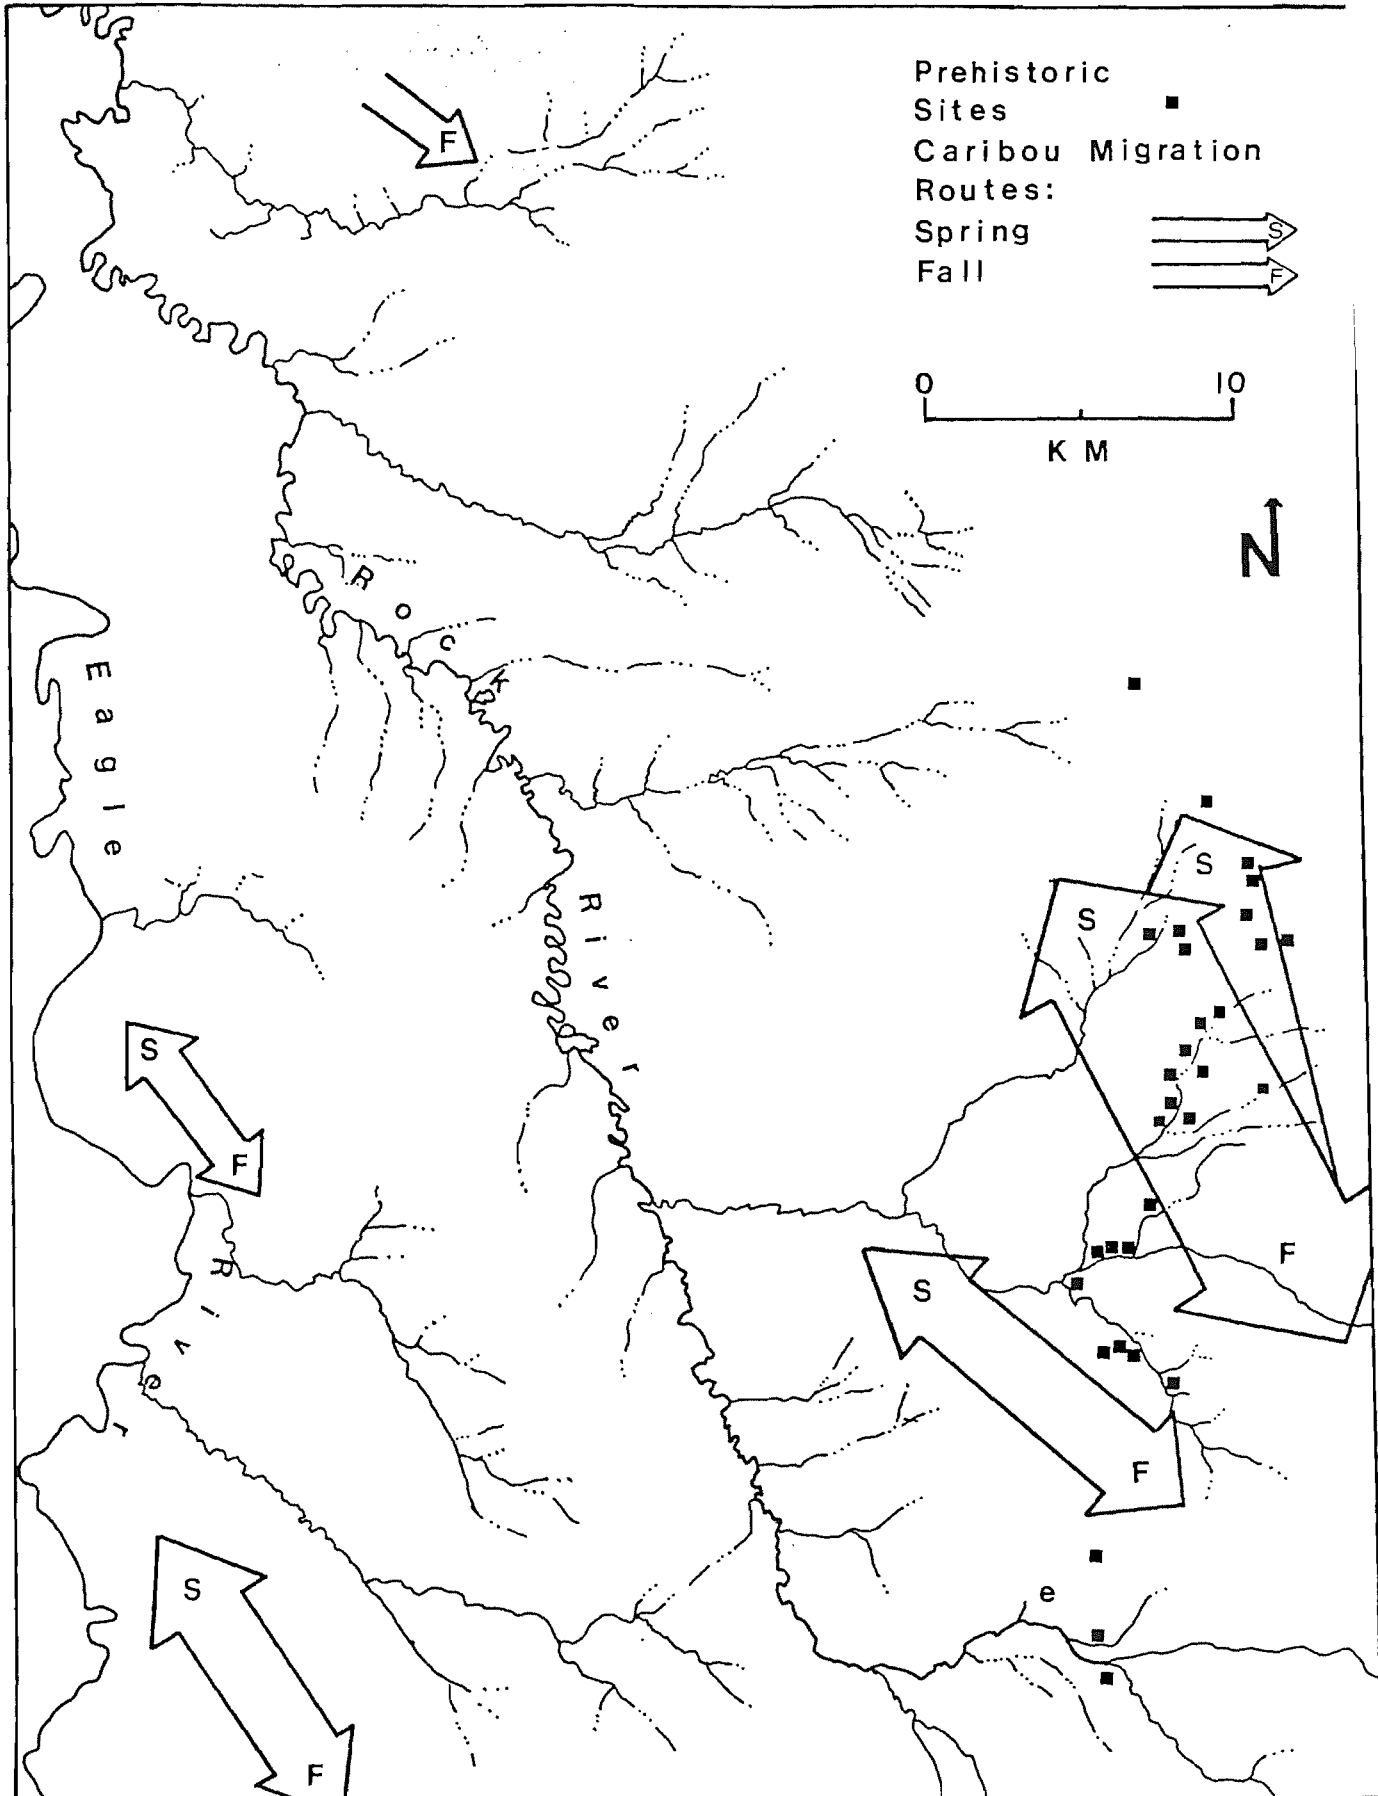 Prehistoric
Sites
Caribou Migration
Routes:
Spring S
Fall F
0 10
KM
N
F
Rock
River
Eagle
River
S
S
S
F
F
S
F
S
F
e